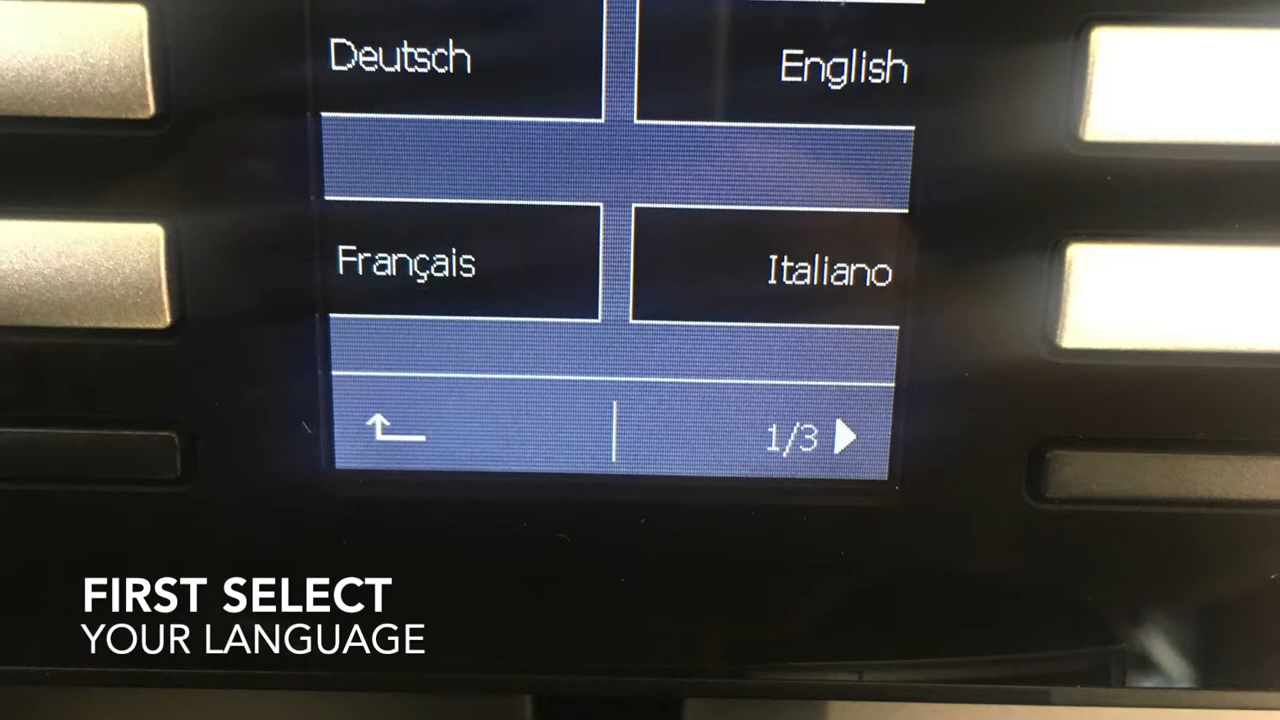 Deutsch
English
Français
Italiano
1/3
FIRST SELECT
YOUR LANGUAGE